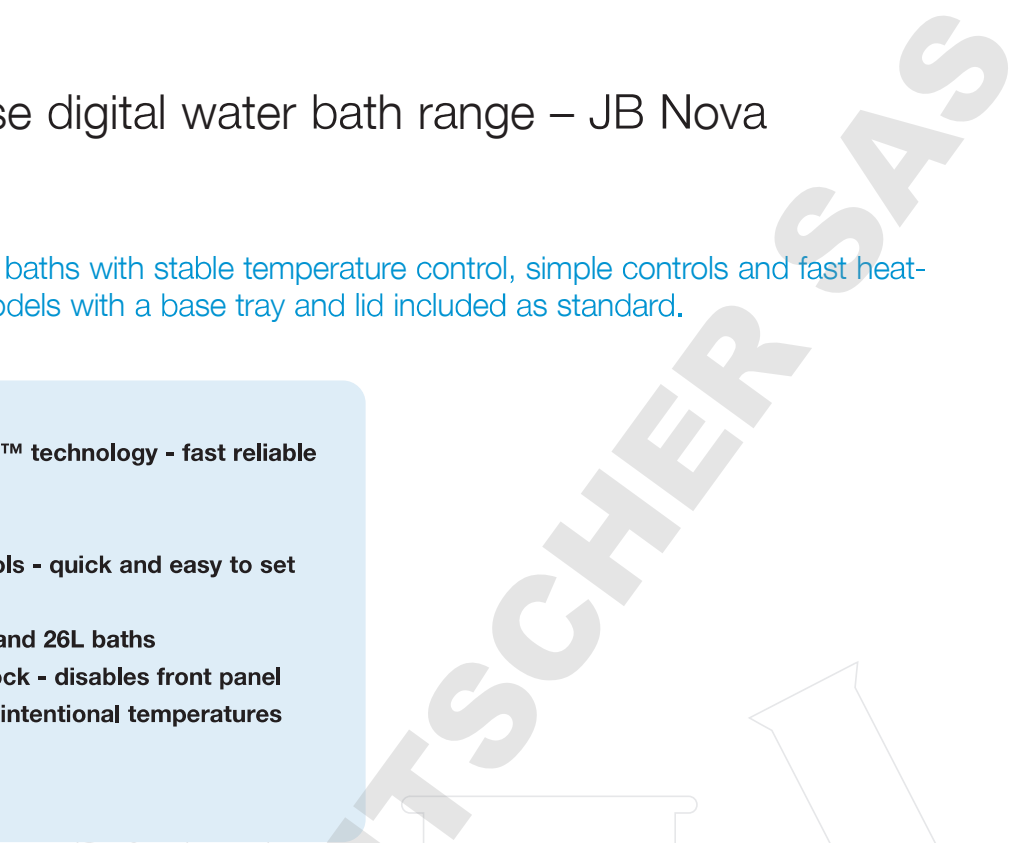 se digital water bath range – JB Nova
baths with stable temperature control, simple controls and fast heat-
odels with a base tray and lid included as standard.
™ technology - fast reliable
ols - quick and easy to set
and 26L baths
ock - disables front panel
intentional temperatures
TSCHER SAS